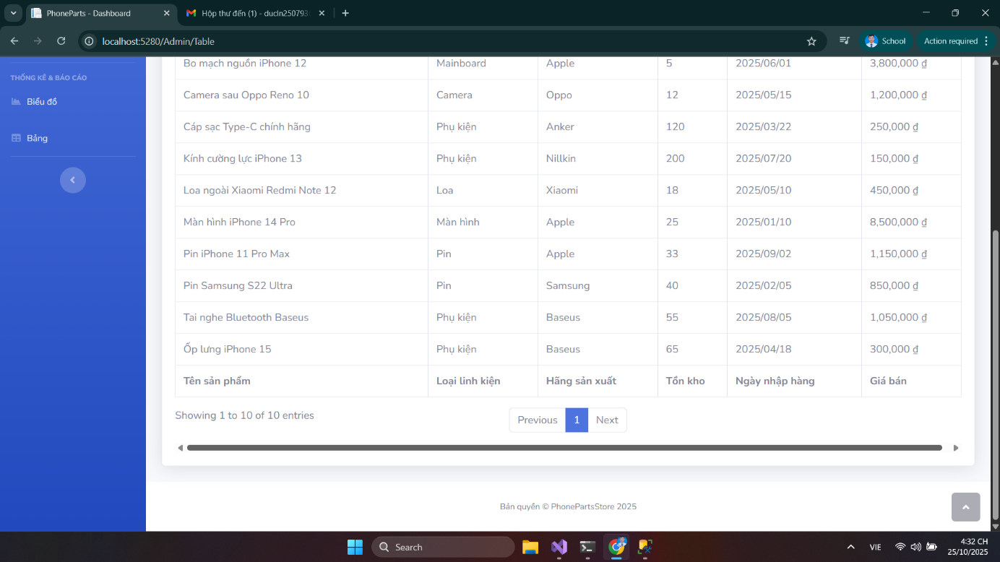 PhoneParts - Dashboard
Hộp thư đến (1) - ducln250793
localhost:5280/Admin/Table
School
Action required
THỐNG KÊ & BÁO CÁO
Biểu đồ
Bảng
Bo mạch nguồn iPhone 12 Mainboard Apple 5 2025/06/01 3,800,000 ₫
Camera sau Oppo Reno 10 Camera Oppo 12 2025/05/15 1,200,000 ₫
Cáp sạc Type-C chính hãng Phụ kiện Anker 120 2025/03/22 250,000 ₫
Kính cường lực iPhone 13 Phụ kiện Nillkin 200 2025/07/20 150,000 ₫
Loa ngoài Xiaomi Redmi Note 12 Loa Xiaomi 18 2025/05/10 450,000 ₫
Màn hình iPhone 14 Pro Màn hình Apple 25 2025/01/10 8,500,000 ₫
Pin iPhone 11 Pro Max Pin Apple 33 2025/09/02 1,150,000 ₫
Pin Samsung S22 Ultra Pin Samsung 40 2025/02/05 850,000 ₫
Tai nghe Bluetooth Baseus Phụ kiện Baseus 55 2025/08/05 1,050,000 ₫
Ốp lưng iPhone 15 Phụ kiện Baseus 65 2025/04/18 300,000 ₫
Tên sản phẩm Loại linh kiện Hãng sản xuất Tồn kho Ngày nhập hàng Giá bán
Showing 1 to 10 of 10 entries
Previous 1 Next
Bản quyền © PhonePartsStore 2025
Search
VIE
4:32 CH
25/10/2025